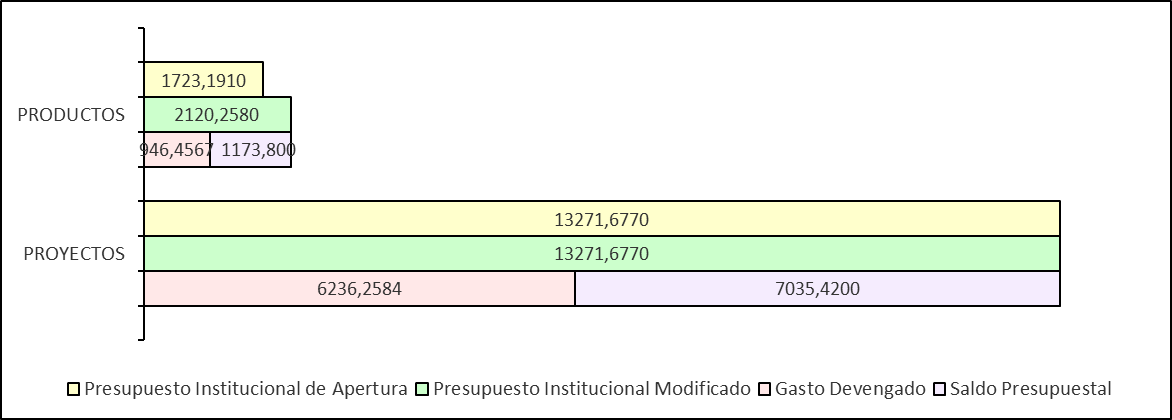 1723,1910
PRODUCTOS
2120,2580
946,4567 1173,800
13271,6770
PROYECTOS
13271,6770
6236,2584 7035,4200
Presupuesto Institucional de Apertura Presupuesto Institucional Modificado Gasto Devengado Saldo Presupuestal